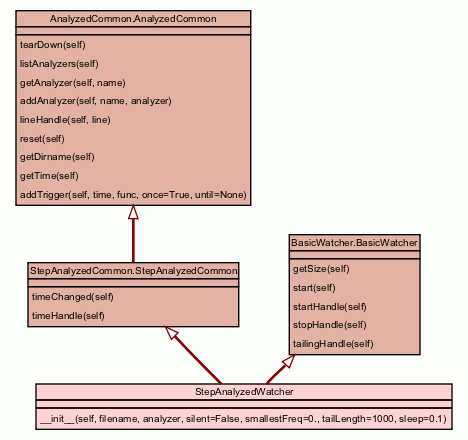 AnalyzedCommon.AnalyzedCommon
tearDown(self)
listAnalyzers(self)
getAnalyzer(self, name)
addAnalyzer(self, name, analyzer)
lineHandle(self, line)
reset(self)
getDirname(self)
getTime(self)
addTrigger(self, time, func, once=True, until=None)
StepAnalyzedCommon.StepAnalyzedCommon
timeChanged(self)
timeHandle(self)
BasicWatcher.BasicWatcher
getSize(self)
start(self)
startHandle(self)
stopHandle(self)
tailingHandle(self)
StepAnalyzedWatcher
__init__(self, filename, analyzer, silent=False, smallestFreq=0., tailLength=1000, sleep=0.1)